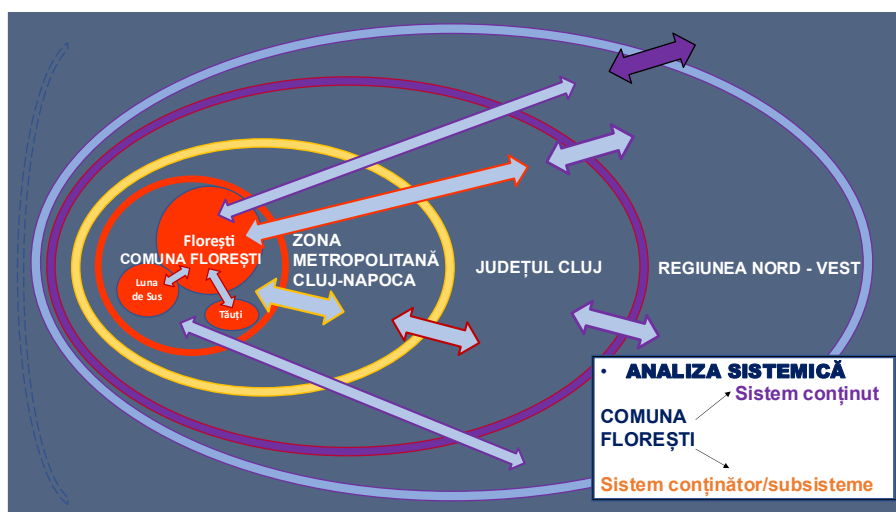 Florești
COMUNA FLOREȘTI
Luna
de Sus
Tăuți
ZONA
METROPOLITANĂ
CLUJ-NAPOCA
JUDEȚUL CLUJ
REGIUNEA NORD - VEST
• ANALIZA SISTEMICĂ
Sistem conținut
COMUNA
FLOREȘTI
Sistem conținător/subsisteme